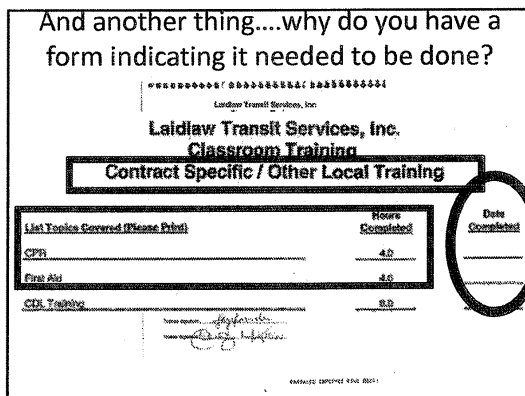 And another thing....why do you have a
form indicating it needed to be done?
Laidlaw Transit Services, Inc.
Laidlaw Transit Services, Inc.
Classroom Training
Contract Specific / Other Local Training
List Topics Covered (Please Print) Hours Completed Date Completed
CPR 4.0
First Aid 4.0
CDL Training 8.0